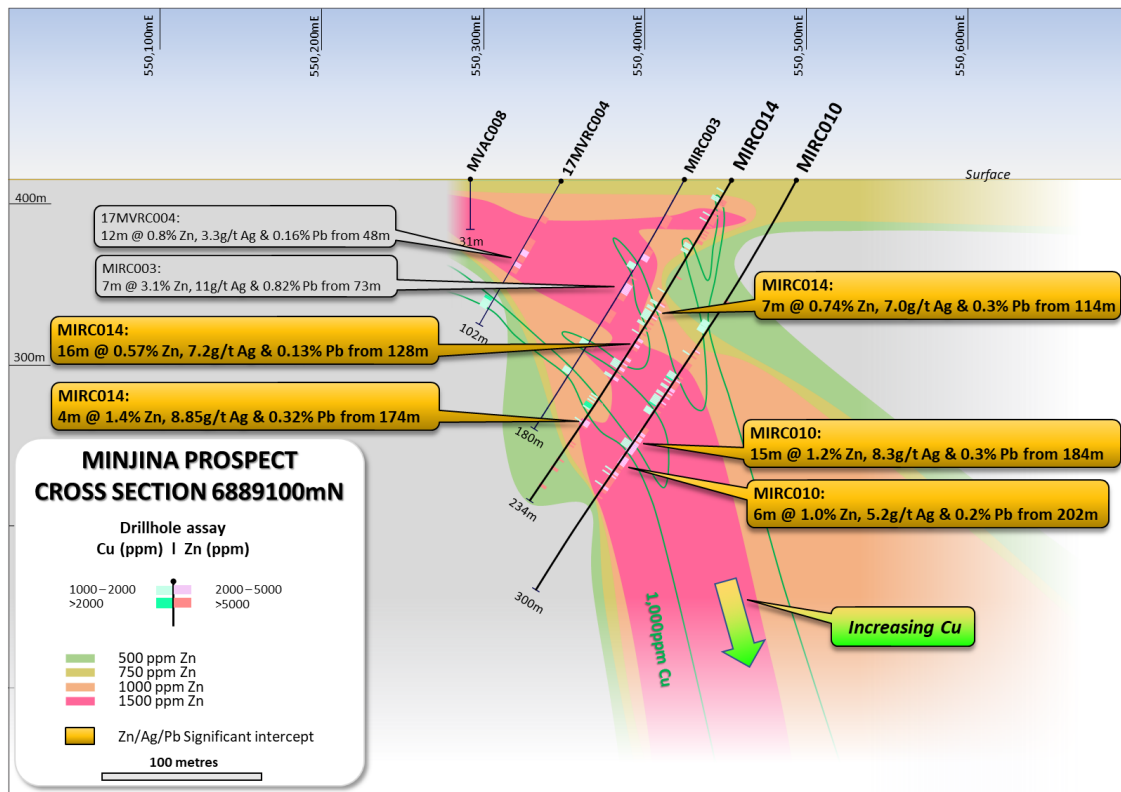 550,100mE
550,200mE
550,300mE
550,400mE
550,500mE
550,600mE
MVAC008
17MVRC004
MIRC003
MIRC014
MIRC010
Surface
400m
300m
31m
102m
180m
234m
300m
17MVRC004:
12m @ 0.8% Zn, 3.3g/t Ag & 0.16% Pb from 48m
MIRC003:
7m @ 3.1% Zn, 11g/t Ag & 0.82% Pb from 73m
MIRC014:
7m @ 0.74% Zn, 7.0g/t Ag & 0.3% Pb from 114m
MIRC014:
16m @ 0.57% Zn, 7.2g/t Ag & 0.13% Pb from 128m
MIRC014:
4m @ 1.4% Zn, 8.85g/t Ag & 0.32% Pb from 174m
MIRC010:
15m @ 1.2% Zn, 8.3g/t Ag & 0.3% Pb from 184m
MIRC010:
6m @ 1.0% Zn, 5.2g/t Ag & 0.2% Pb from 202m
1,000ppm Cu
Increasing Cu
MINJINA PROSPECT
CROSS SECTION 6889100mN
Drillhole assay
Cu (ppm) I Zn (ppm)
1000 – 2000 2000 – 5000
>2000 >5000
500 ppm Zn
750 ppm Zn
1000 ppm Zn
1500 ppm Zn
Zn/Ag/Pb Significant intercept
100 metres